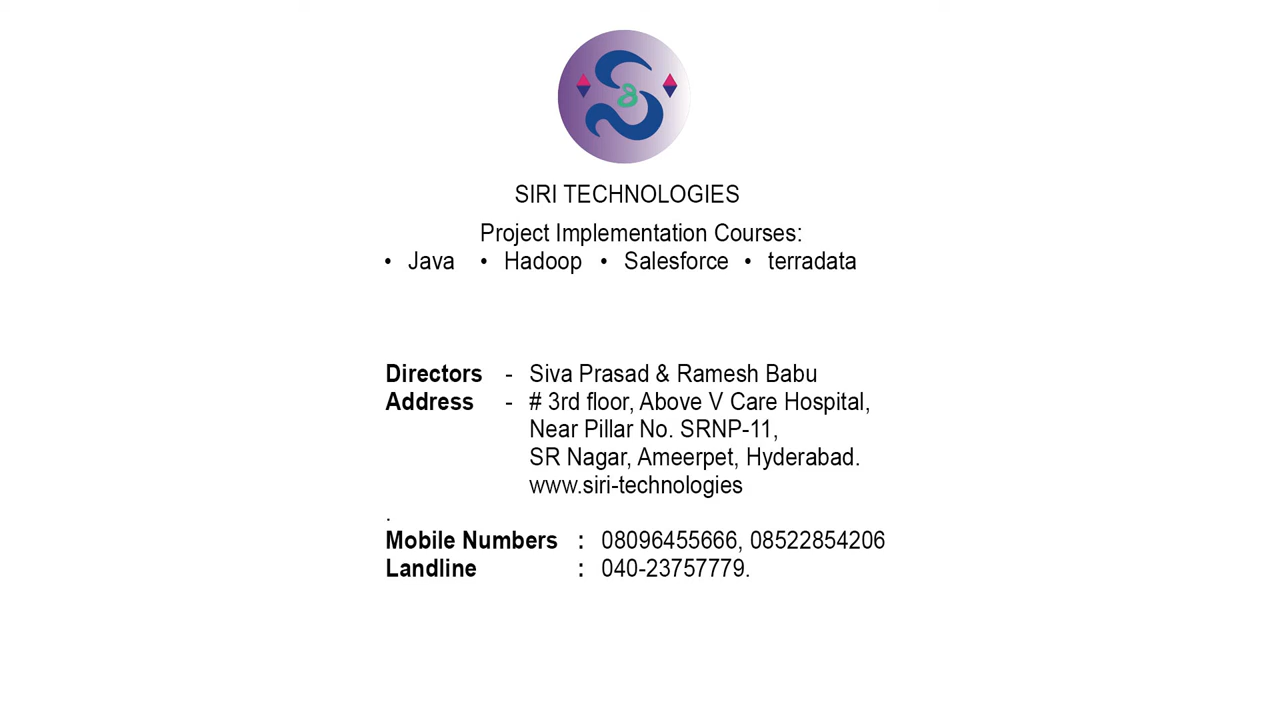 SIRI TECHNOLOGIES
Project Implementation Courses:
• Java • Hadoop • Salesforce • terradata
Directors - Siva Prasad & Ramesh Babu
Address - # 3rd floor, Above V Care Hospital,
Near Pillar No. SRNP-11,
SR Nagar, Ameerpet, Hyderabad.
www.siri-technologies
.
Mobile Numbers : 08096455666, 08522854206
Landline : 040-23757779.